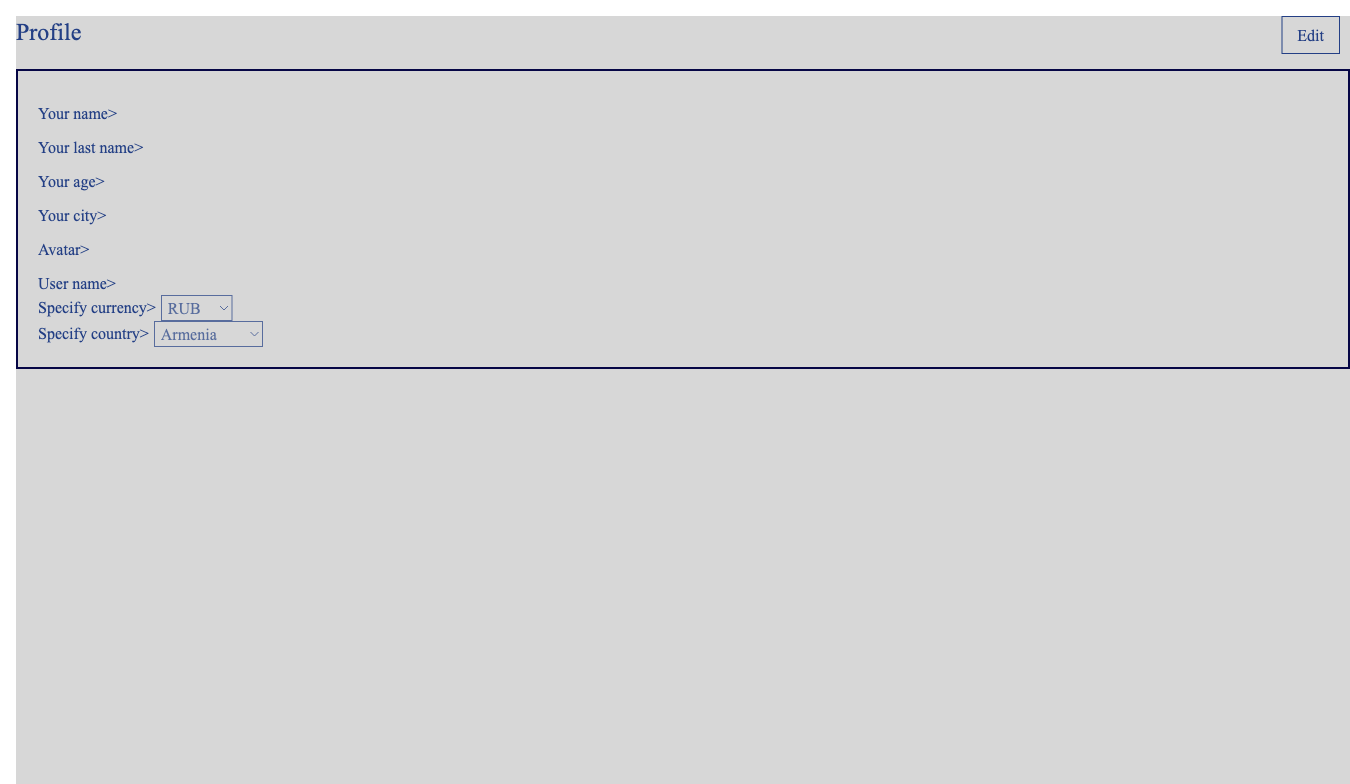 Profile
Edit
Your name>
Your last name>
Your age>
Your city>
Avatar>
User name>
Specify currency> RUB
Specify country> Armenia